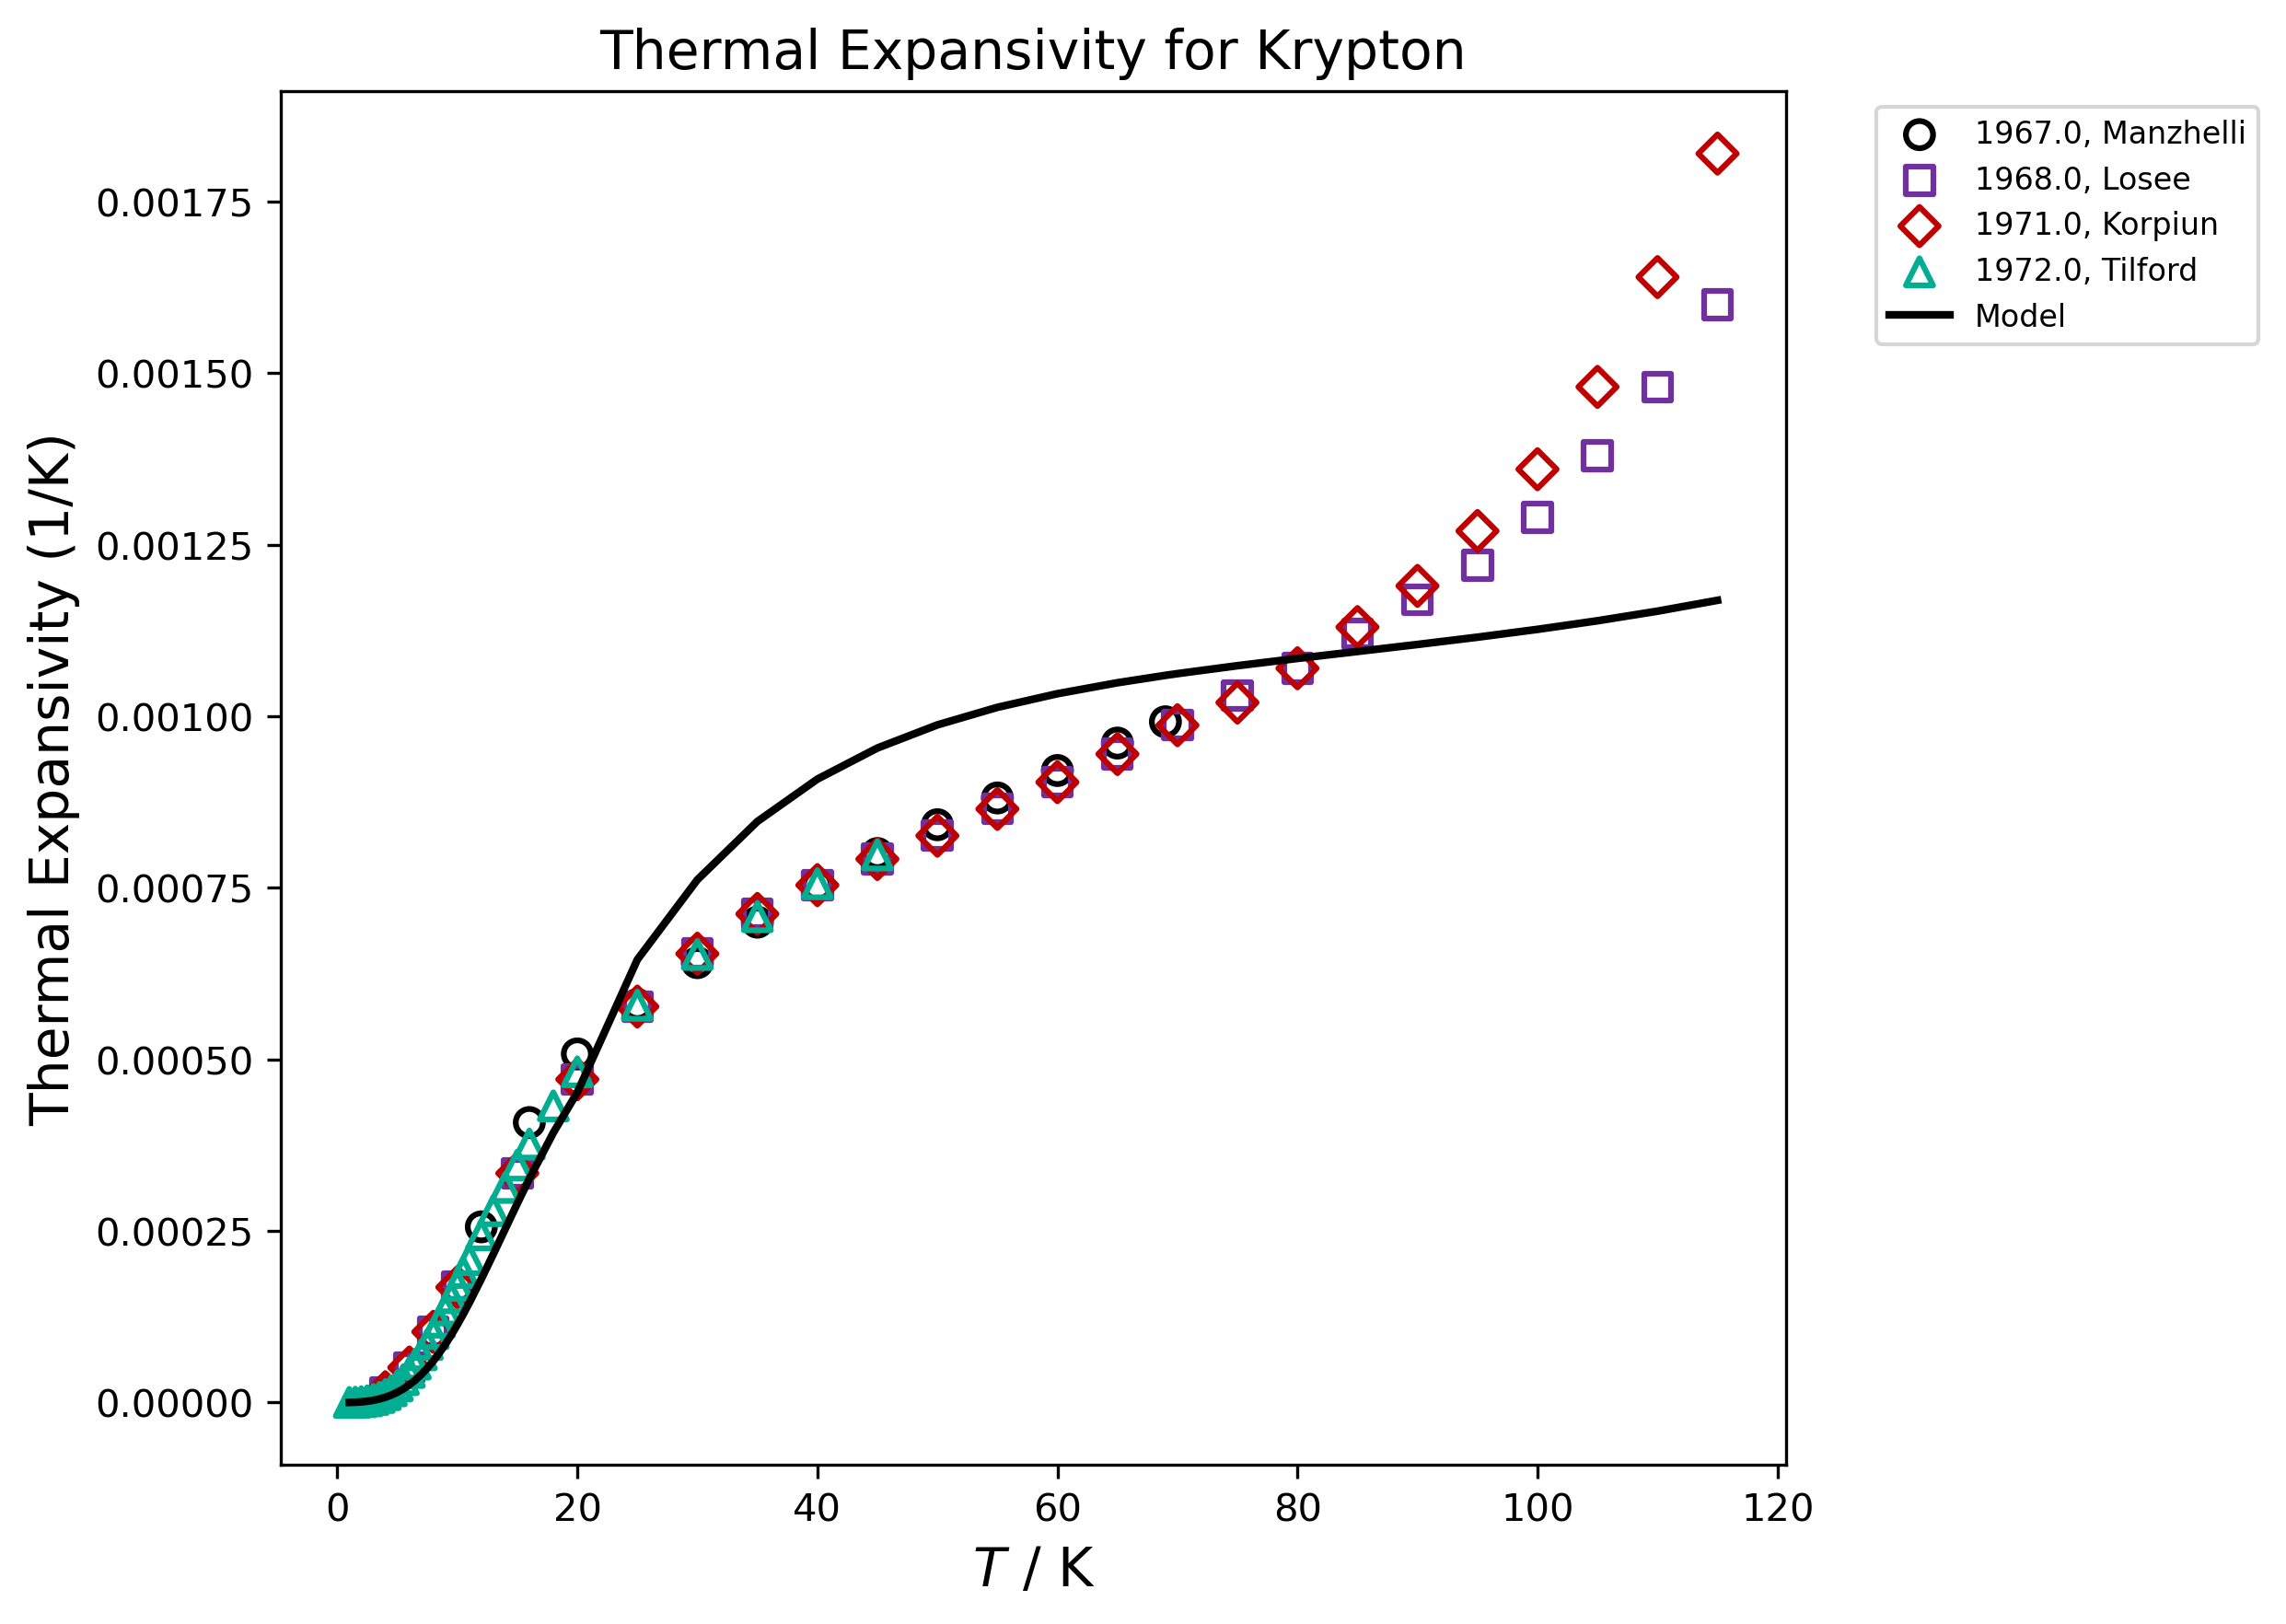 Thermal Expansivity for Krypton
Thermal Expansivity (1/K)
0.00175
0.00150
0.00125
0.00100
0.00075
0.00050
0.00025
0.00000
0 20 40 60 80 100 120
T / K
1967.0, Manzhelli
1968.0, Losee
1971.0, Korpiun
1972.0, Tilford
Model